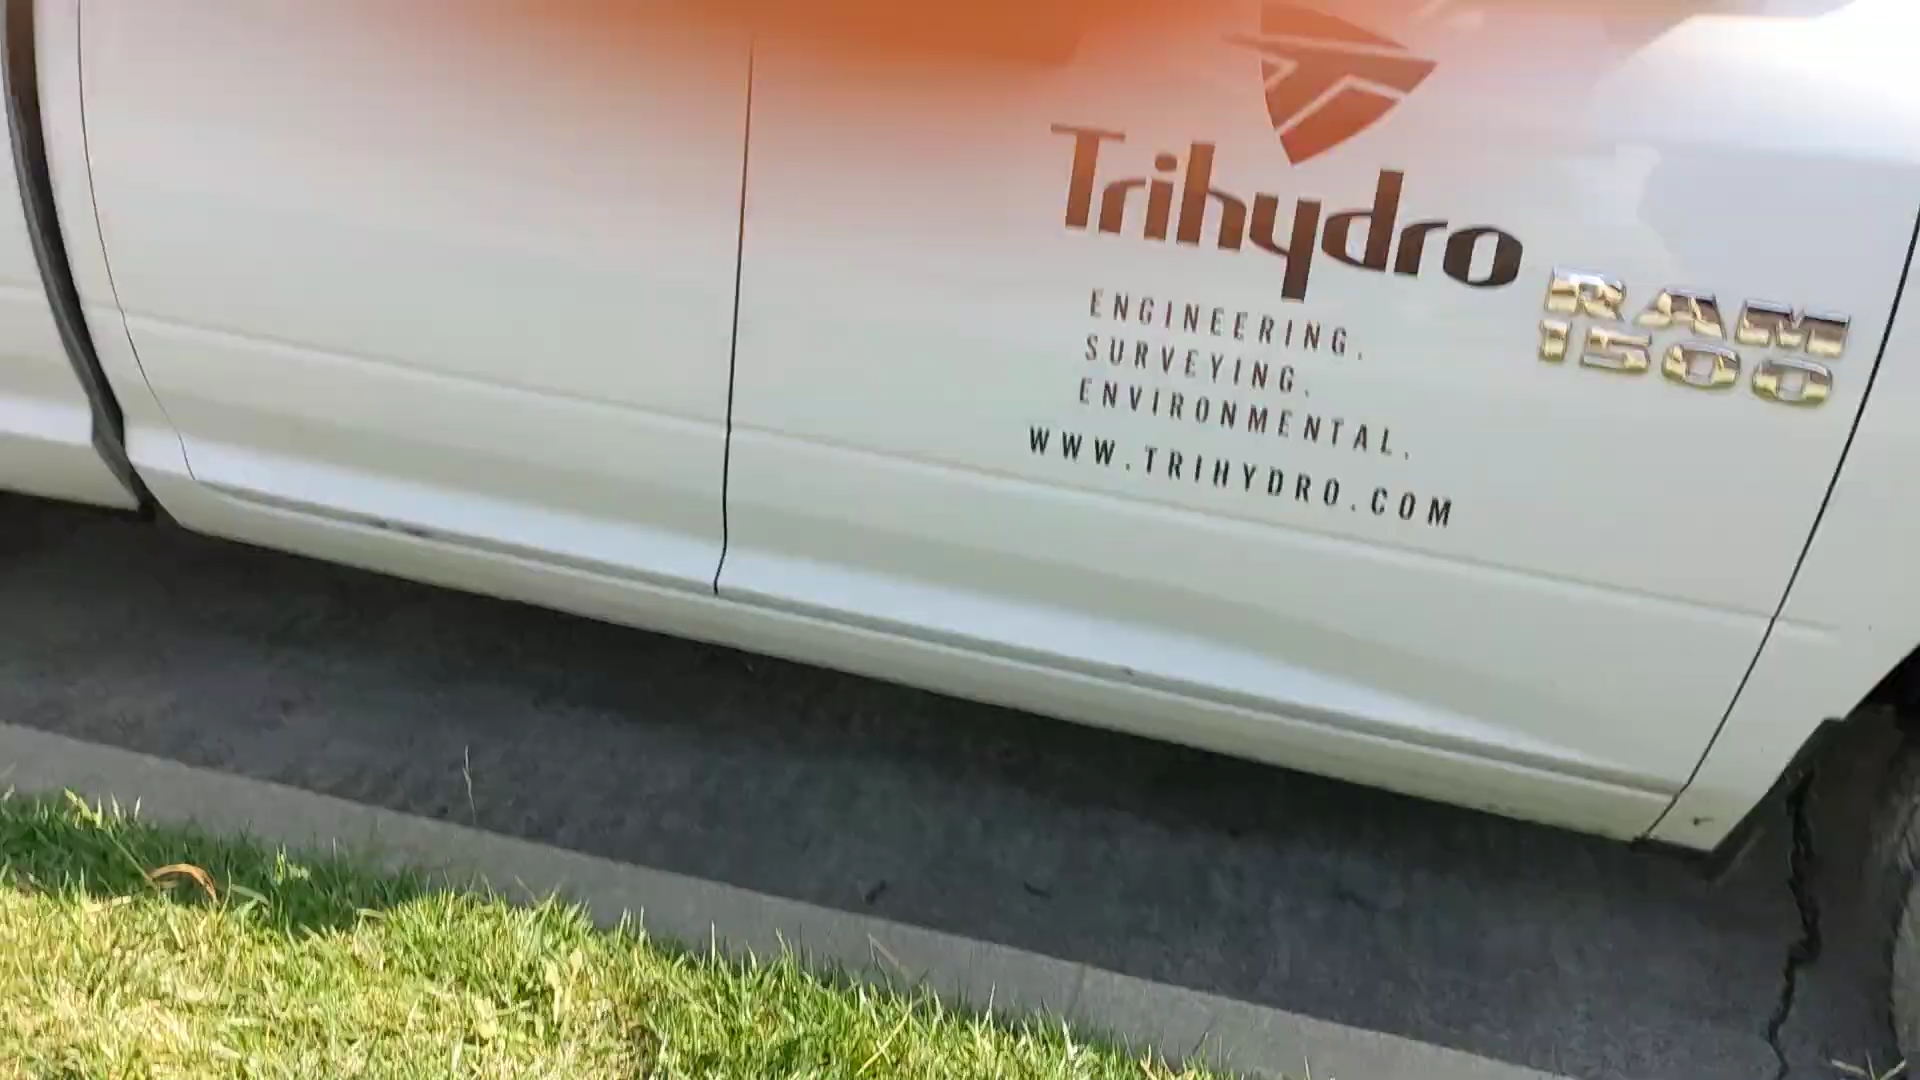 Trihydro
ENGINEERING.
SURVEYING.
ENVIRONMENTAL.
WWW.TRIHYDRO.COM
RAM
1500